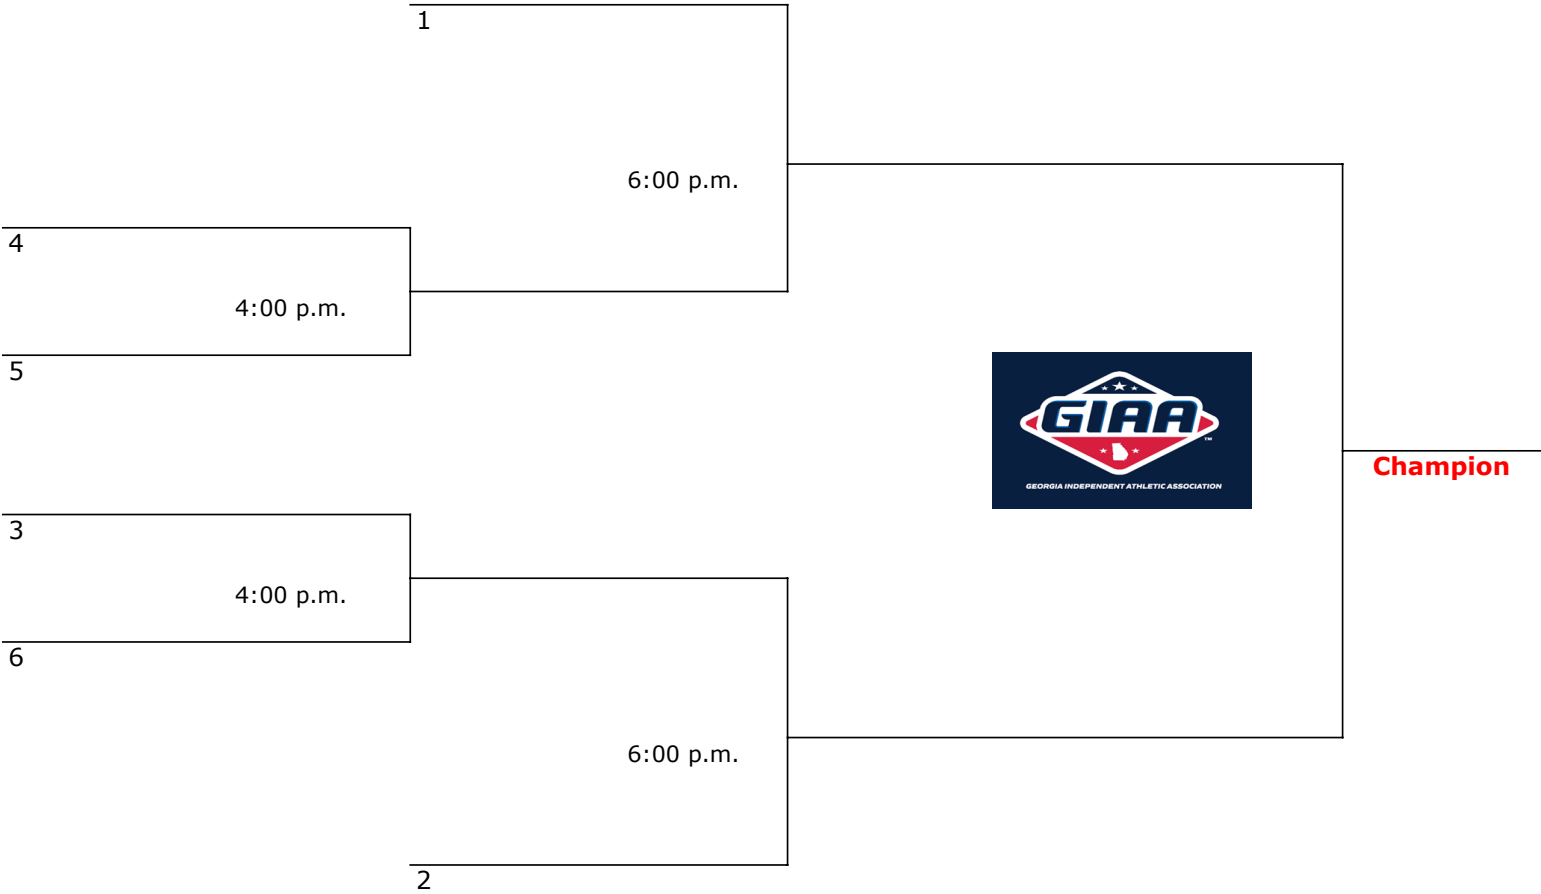 1
6:00 p.m.
4
4:00 p.m.
5
GIAA
TM
GEORGIA INDEPENDENT ATHLETIC ASSOCIATION
Champion
3
4:00 p.m.
6
6:00 p.m.
2